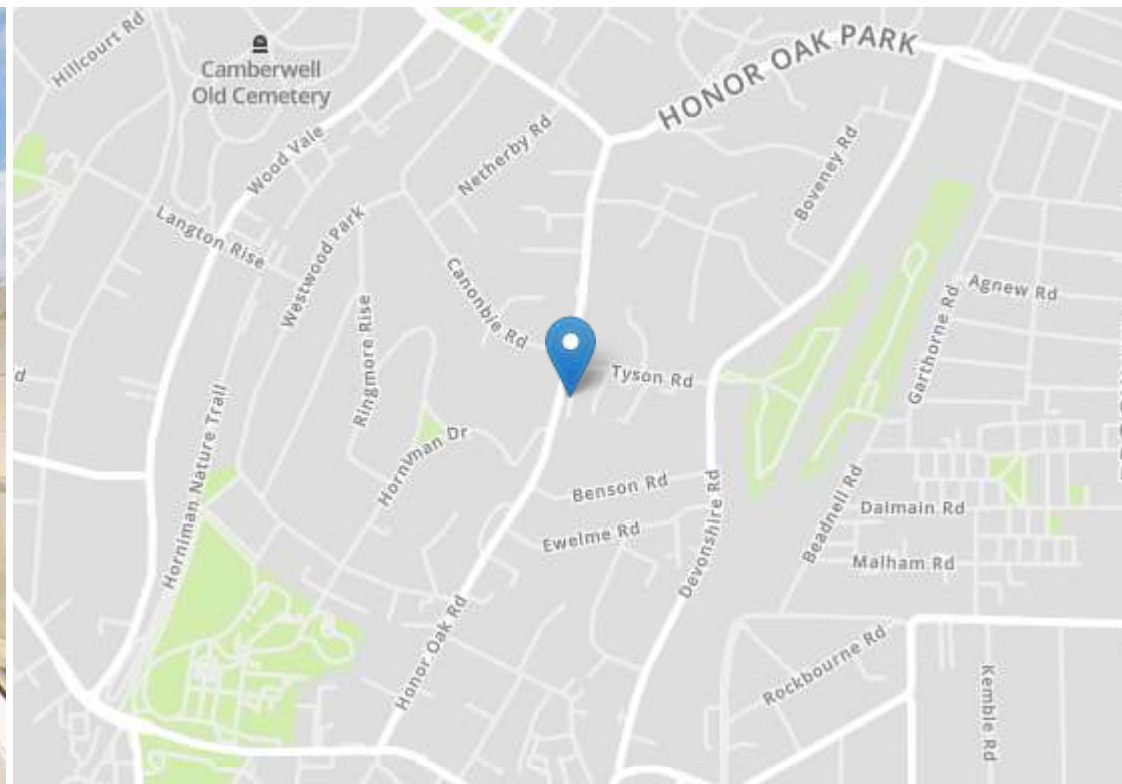 Hillcourt Rd
Camberwell
Old Cemetery
HONOR OAK PARK
Wood Vale
Netherby Rd
Boveney Rd
Langton Rise
Westwood Park
Canonbie Rd
Agnew Rd
Garthorne Rd
Ringmore Rise
Tyson Rd
d
Horniman Dr
Horniman Nature Trail
Benson Rd
Ewelme Rd
Devonshire Rd
Beadnell Rd
Dalmain Rd
Malham Rd
Honor Oak Rd
Rockbourne Rd
Kemble Rd